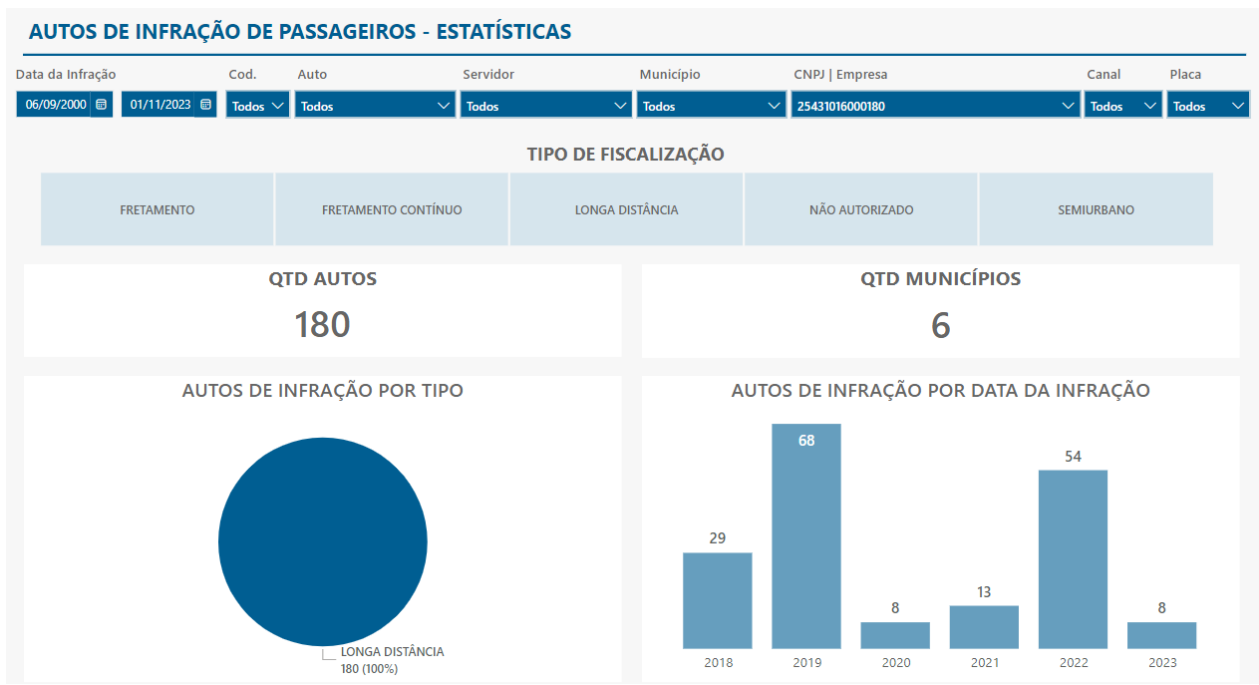 AUTOS DE INFRAÇÃO DE PASSAGEIROS - ESTATÍSTICAS
Data da Infração Cod. Auto Servidor Município CNPJ | Empresa Canal Placa
06/09/2000 01/11/2023 Todos Todos Todos Todos 25431016000180 Todos Todos
TIPO DE FISCALIZAÇÃO
FRETAMENTO FRETAMENTO CONTÍNUO LONGA DISTÂNCIA NÃO AUTORIZADO SEMIURBANO
QTD AUTOS
180
QTD MUNICÍPIOS
6
AUTOS DE INFRAÇÃO POR TIPO
LONGA DISTÂNCIA
180 (100%)
AUTOS DE INFRAÇÃO POR DATA DA INFRAÇÃO
29 68 8 13 54 8
2018 2019 2020 2021 2022 2023